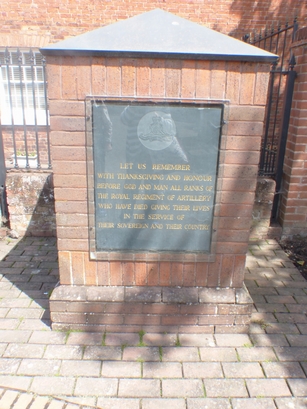 LET US REMEMBER
WITH THANKSGIVING AND HONOUR
BEFORE GOD AND MAN ALL RANKS OF
THE ROYAL REGIMENT OF ARTILLERY
WHO HAVE DIED GIVING THEIR LIVES
IN THE SERVICE OF
THEIR SOVEREIGN AND THEIR COUNTRY